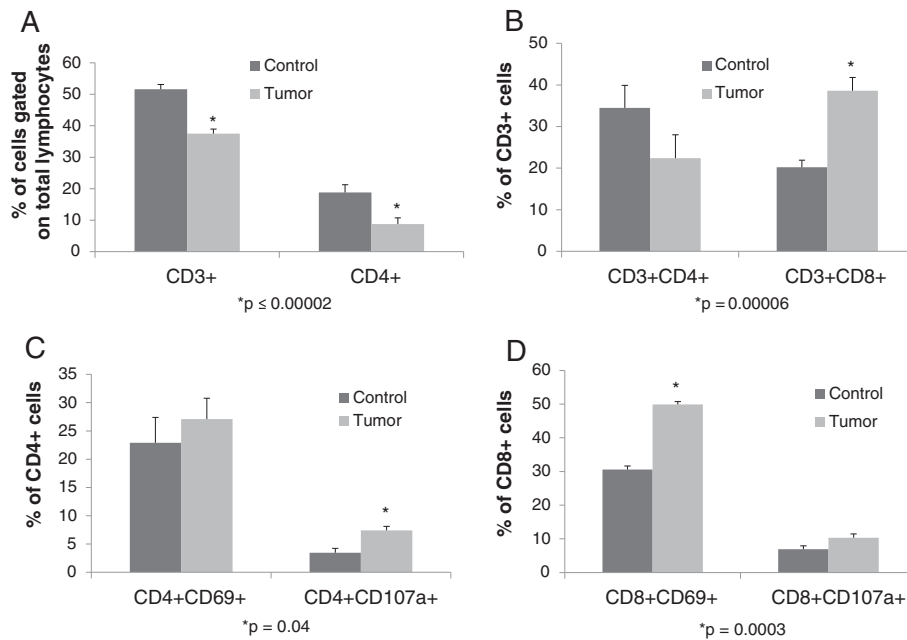 A
% of cells gated
on total lymphocytes
60
50
40
30
20
10
0
Control
Tumor
*
*
CD3+ CD4+
*p ≤ 0.00002
B
% of CD3+ cells
50
40
30
20
10
0
Control
Tumor
*
CD3+CD4+ CD3+CD8+
*p = 0.00006
C
% of CD4+ cells
35
30
25
20
15
10
5
0
Control
Tumor
*
CD4+CD69+ CD4+CD107a+
*p = 0.04
D
% of CD8+ cells
60
50
40
30
20
10
0
Control
Tumor
*
CD8+CD69+ CD8+CD107a+
*p = 0.0003